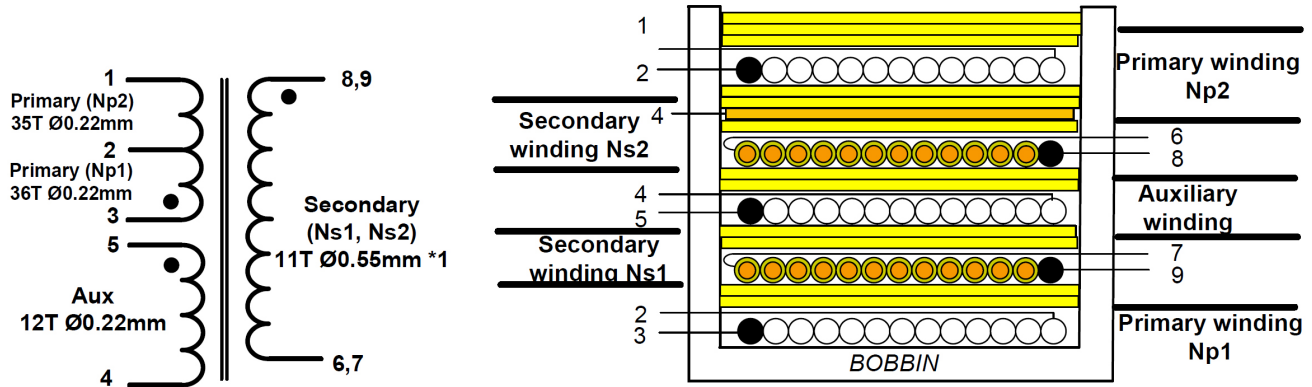 1
Primary (Np2)
35T Ø0.22mm
2
Primary (Np1)
36T Ø0.22mm
3
5
Aux
12T Ø0.22mm
4
8,9
Secondary
(Ns1, Ns2)
11T Ø0.55mm *1
6,7
Secondary
winding Ns2
Secondary
winding Ns1
1
2
4
4
5
2
3
BOBBIN
6
8
7
9
Primary winding
Np2
Auxiliary
winding
Primary winding
Np1